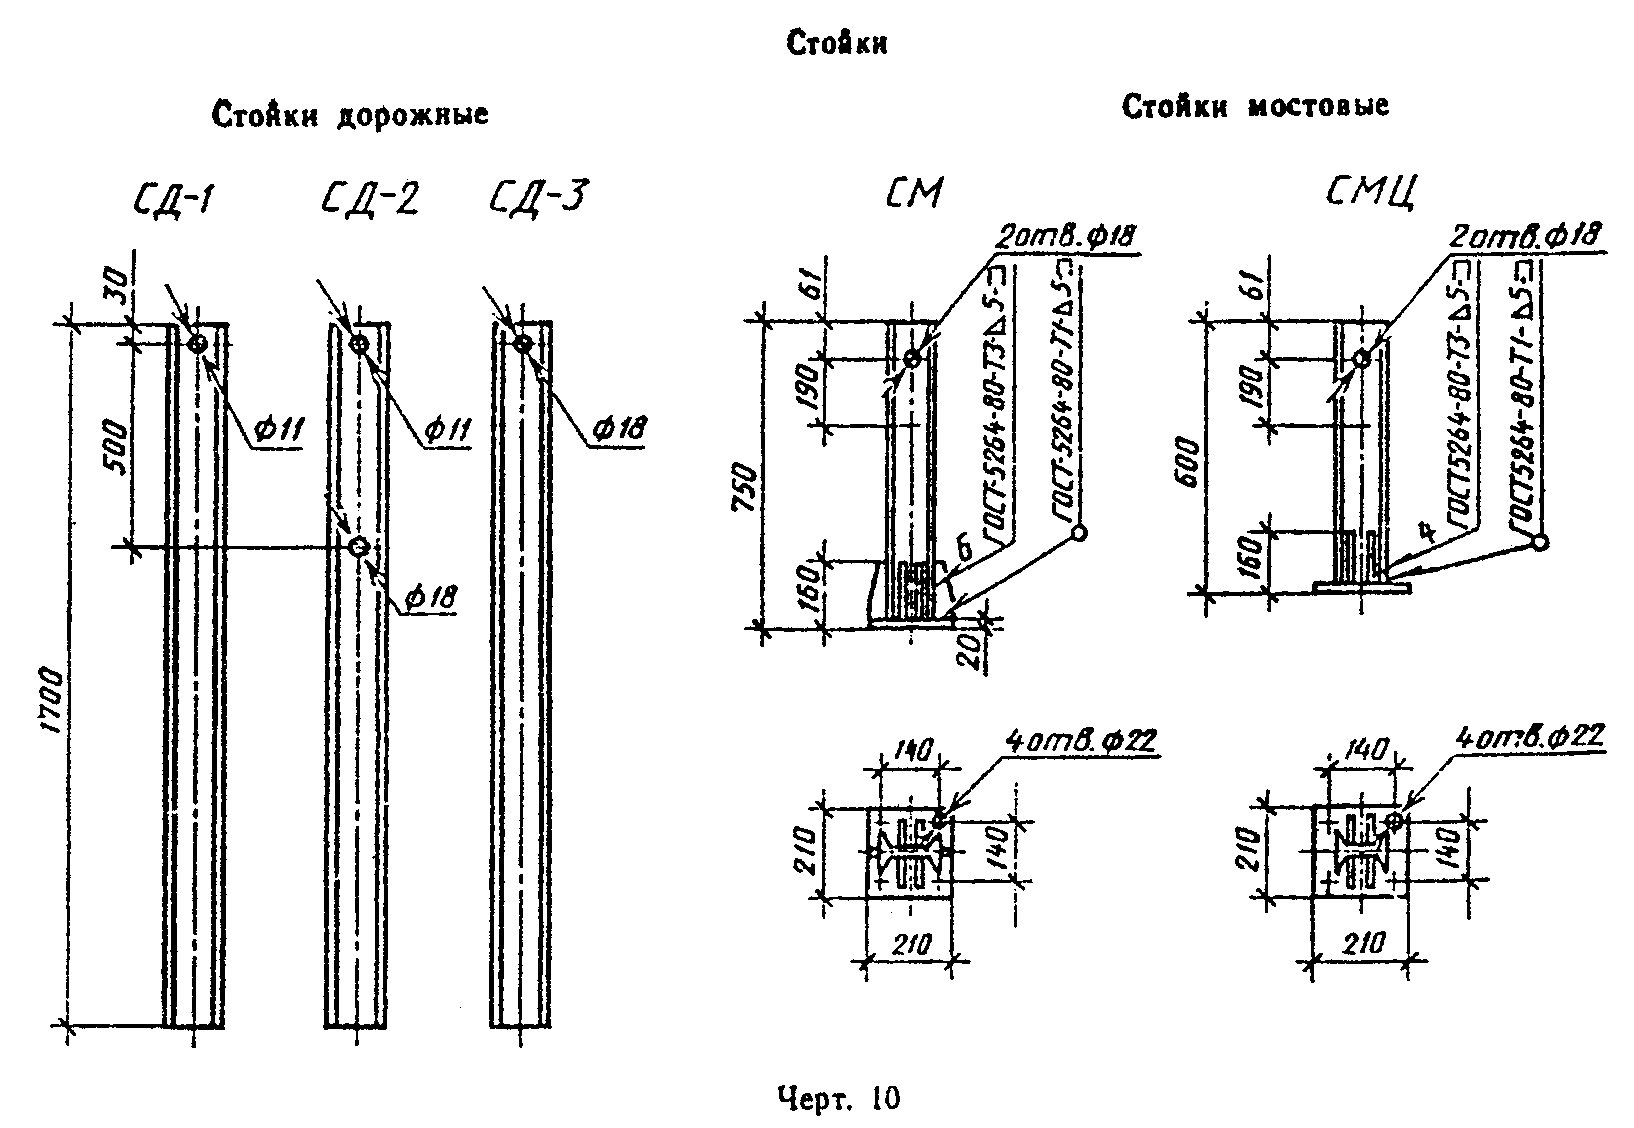 Стойки
Стойки дорожные
Стойки мостовые
СД-1
СД-2
СД-3
СМ
СМЦ
30
500
1700
ф11
ф11
ф18
ф18
2отв.ф18
61
190
750
160
20
6
ГОСТ-5264-80-Т3-△5-□
ГОСТ-5264-80-Т1-△5-□
2отв.ф18
61
190
600
160
4
ГОСТ5264-80-Т3-△5-□
ГОСТ5264-80-Т1-△5-□
4отв.ф22
140
210
140
210
4отв.ф22
140
210
140
210
Черт. 10